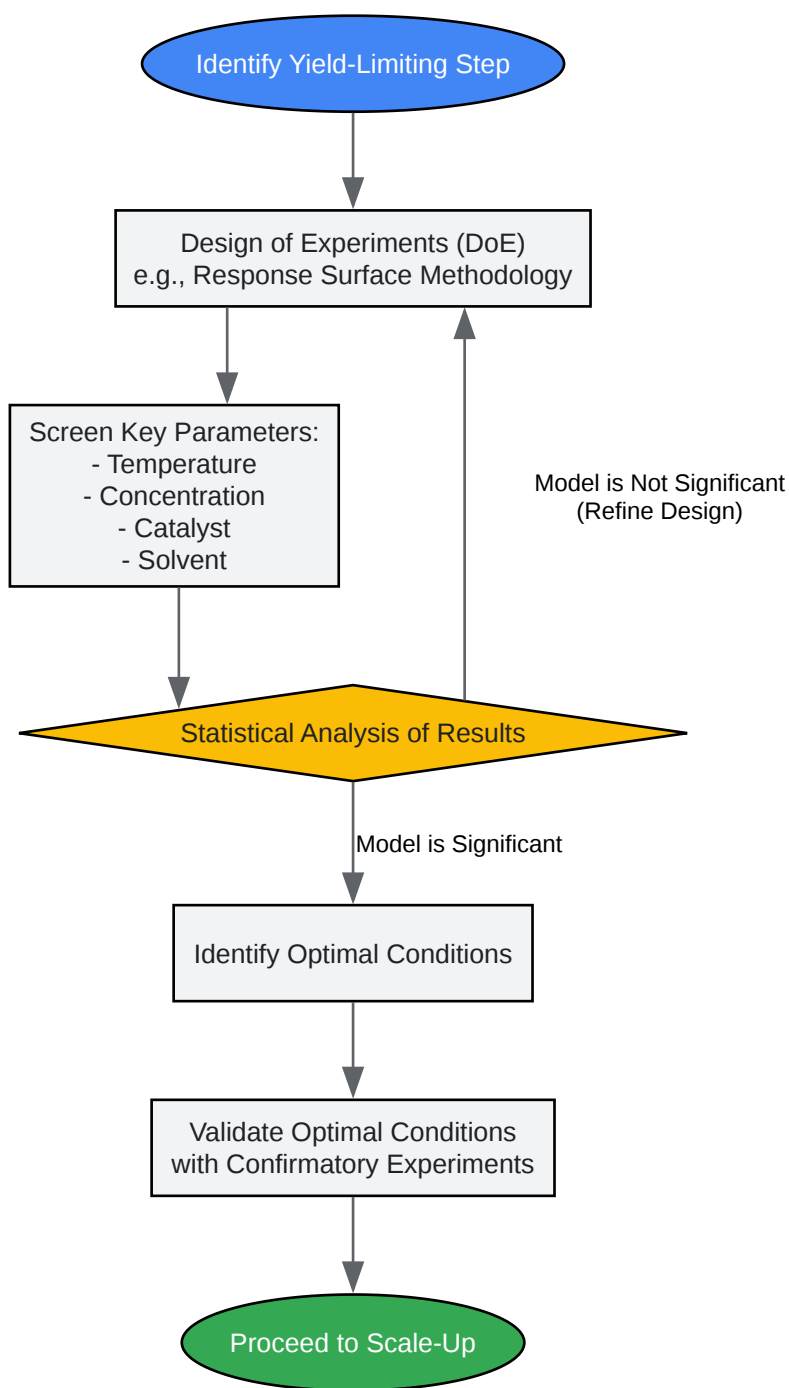 Identify Yield-Limiting Step
Design of Experiments (DoE)
e.g., Response Surface Methodology
Screen Key Parameters:
- Temperature
- Concentration
- Catalyst
- Solvent
Model is Not Significant
(Refine Design)
Statistical Analysis of Results
Model is Significant
Identify Optimal Conditions
Validate Optimal Conditions
with Confirmatory Experiments
Proceed to Scale-Up